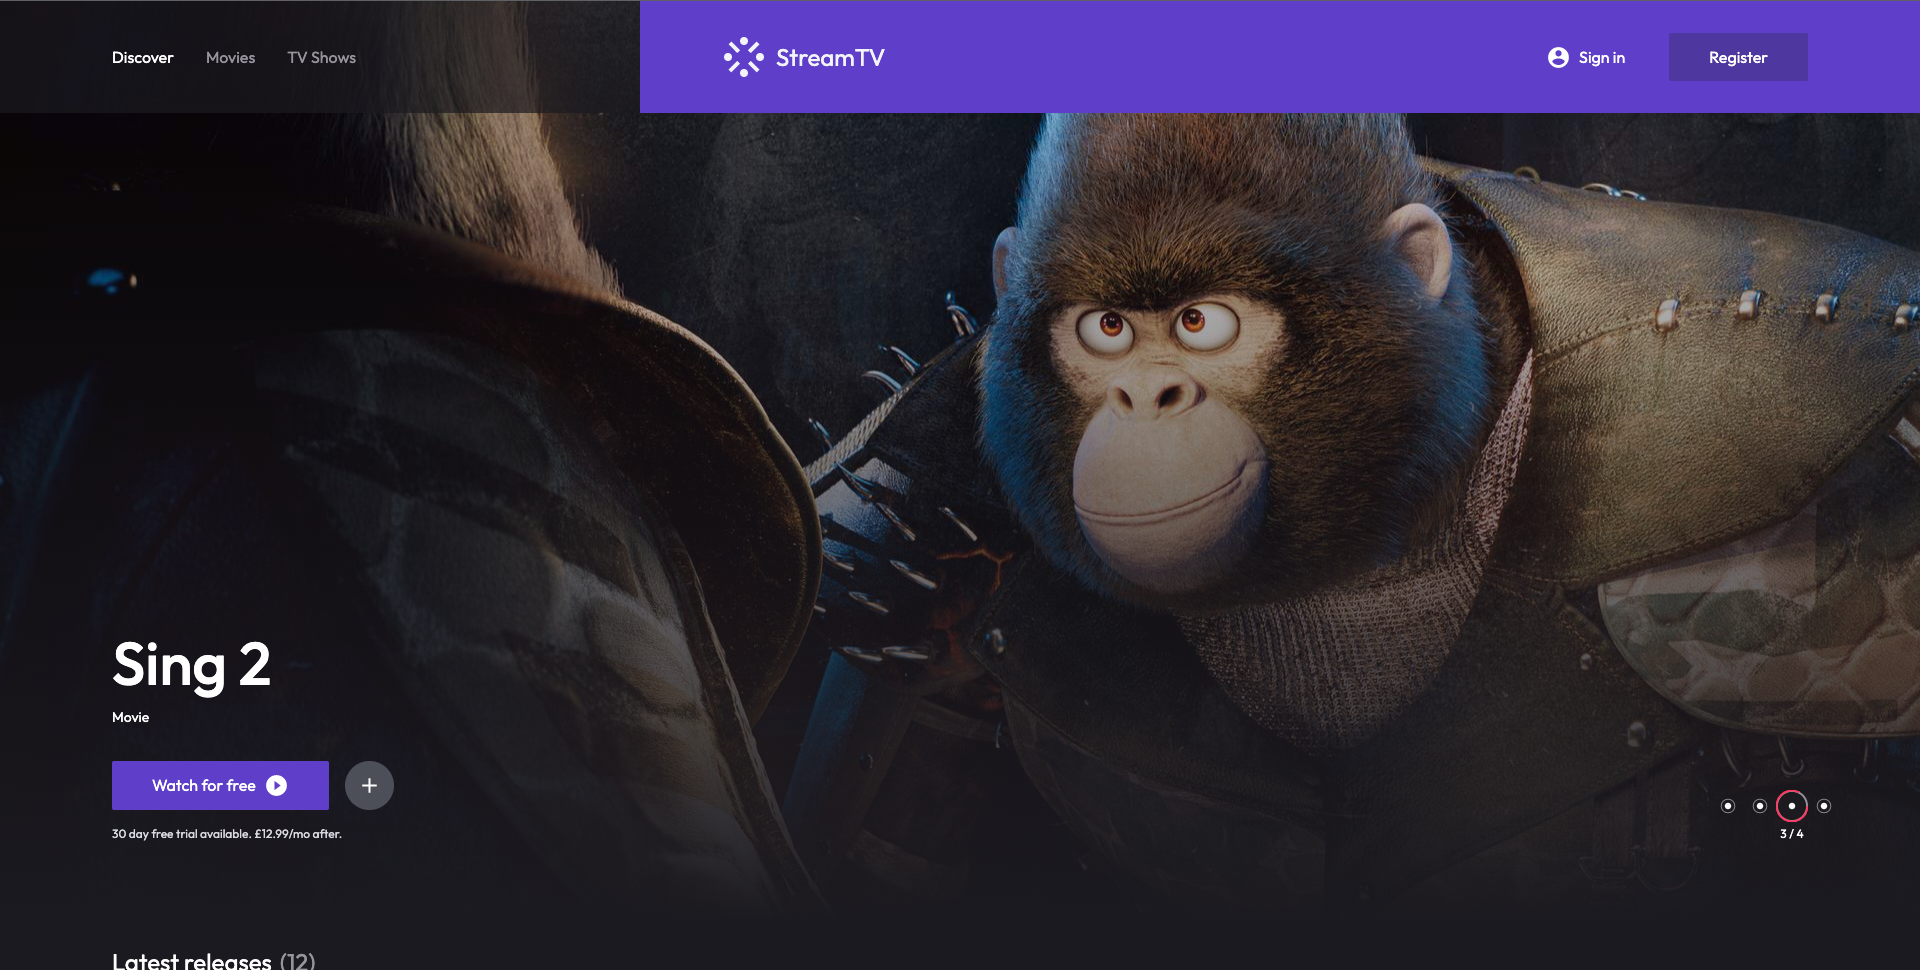 Discover Movies TV Shows
StreamTV
Sign in
Register
Sing 2
Movie
Watch for free
30 day free trial available. £12.99/mo after.
3 / 4
Latest releases (12)